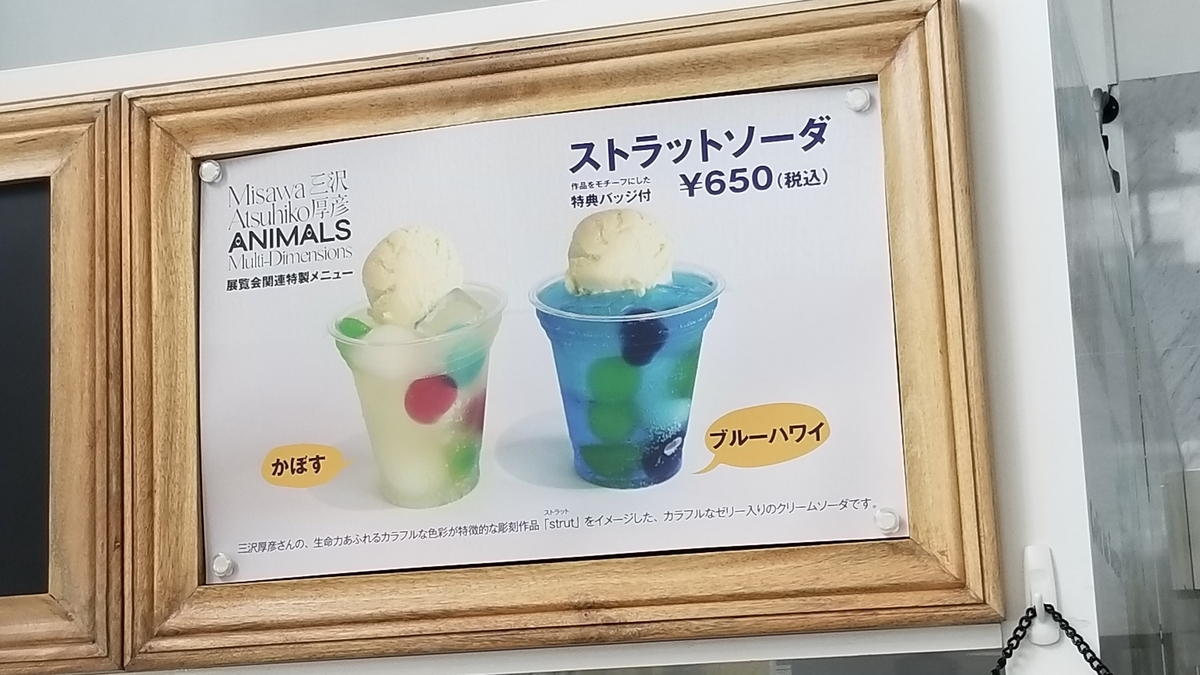 Misawa 三沢
Atsuhiko 厚彦
ANIMALS
Multi-Dimensions
展覧会関連特製メニュー
ストラットソーダ
作品をモチーフにした
特典バッジ付
¥650(税込)
かぼす
ブルーハワイ
ストラット
三沢厚彦さんの、生命力あふれるカラフルな色彩が特徴的な彫刻作品「strut」をイメージした、カラフルなゼリー入りのクリームソーダです。